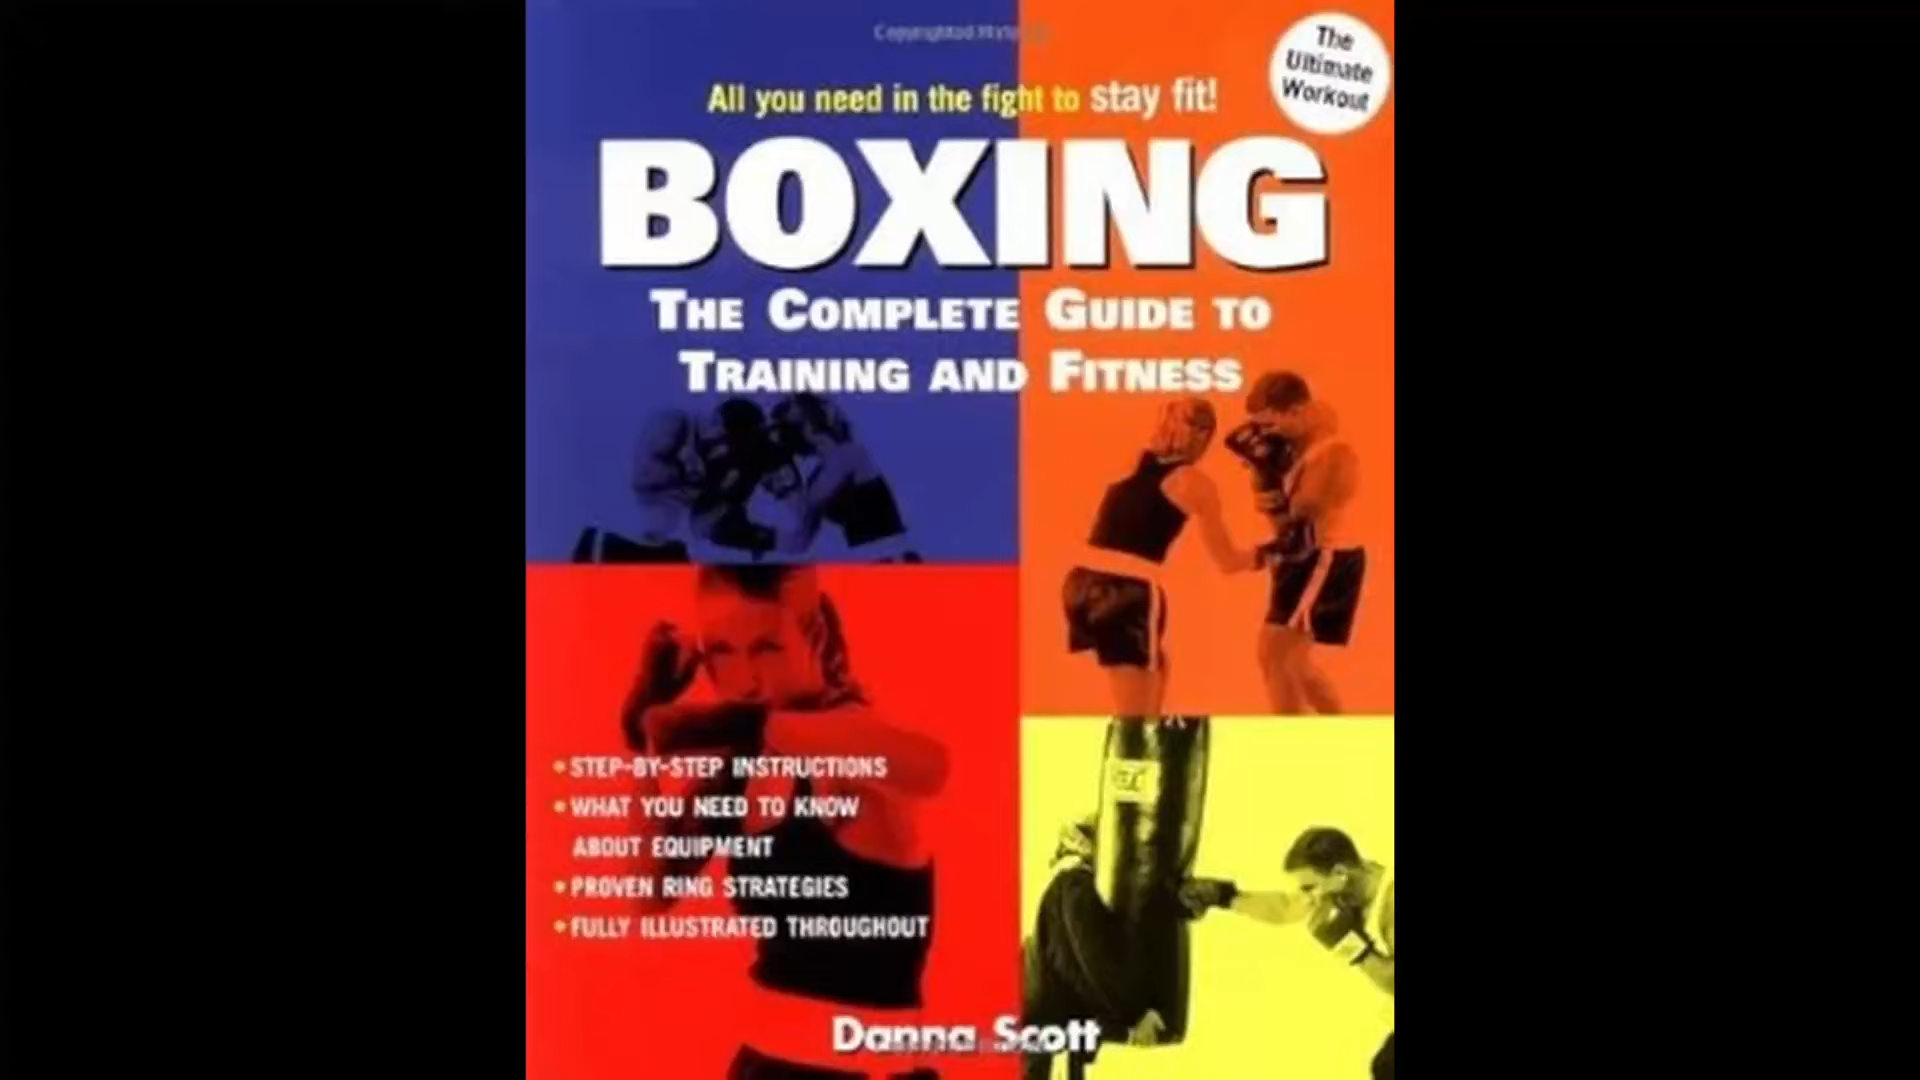 The
Ultimate
Workout
All you need in the fight to stay fit!
BOXING
THE COMPLETE GUIDE TO
TRAINING AND FITNESS
• STEP-BY-STEP INSTRUCTIONS
• WHAT YOU NEED TO KNOW
ABOUT EQUIPMENT
• PROVEN RING STRATEGIES
• FULLY ILLUSTRATED THROUGHOUT
Danna Scott